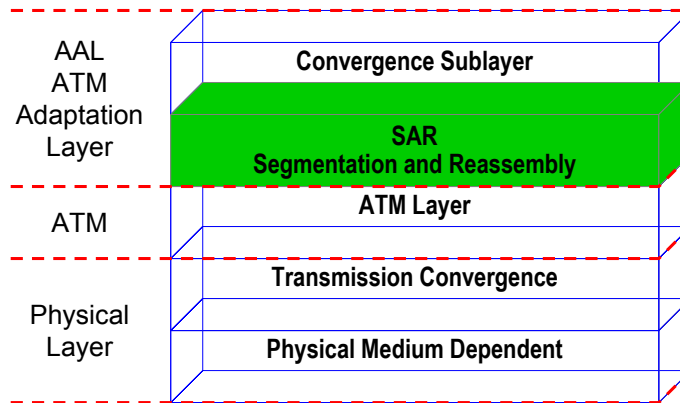 AAL
ATM
Adaptation
Layer
Convergence Sublayer
SAR
Segmentation and Reassembly
ATM
ATM Layer
Physical
Layer
Transmission Convergence
Physical Medium Dependent